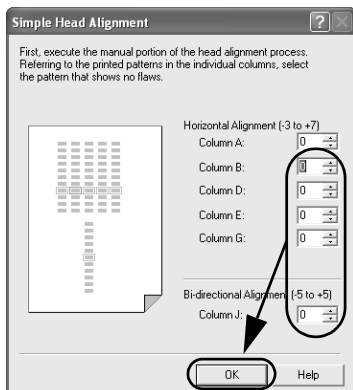 Simple Head Alignment
First, execute the manual portion of the head alignment process.
Referring to the printed patterns in the individual columns, select
the pattern that shows no flaws.
Horizontal Alignment (-3 to +7)
Column A: 0
Column B: 0
Column D: 0
Column E: 0
Column G: 0
Bi-directional Alignment (-5 to +5)
Column J: 0
OK Help